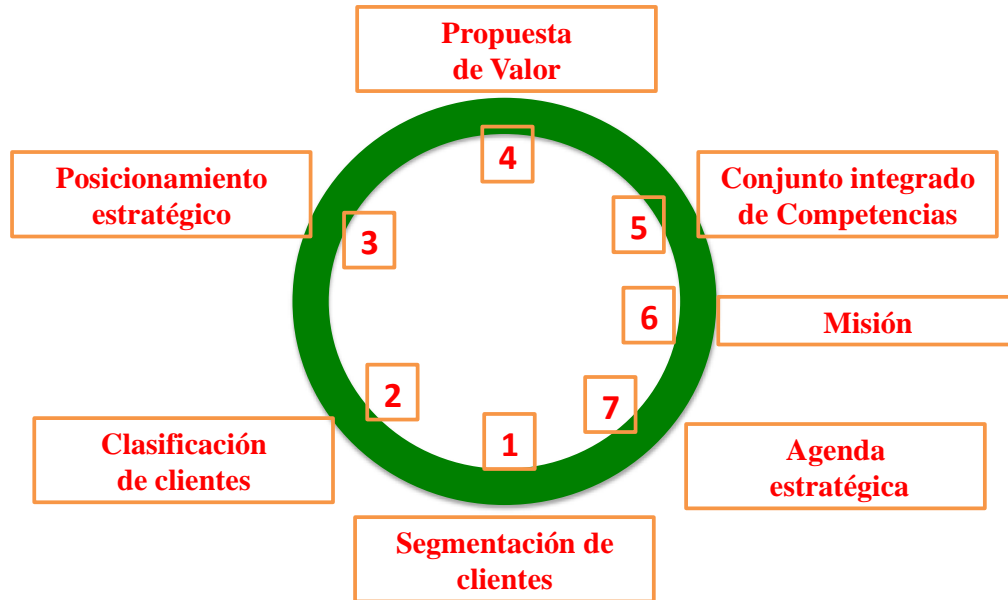 Propuesta
de Valor
4
Posicionamiento
estratégico
3
Conjunto integrado
de Competencias
5
6
Misión
2
Clasificación
de clientes
7
Agenda
estratégica
1
Segmentación de
clientes